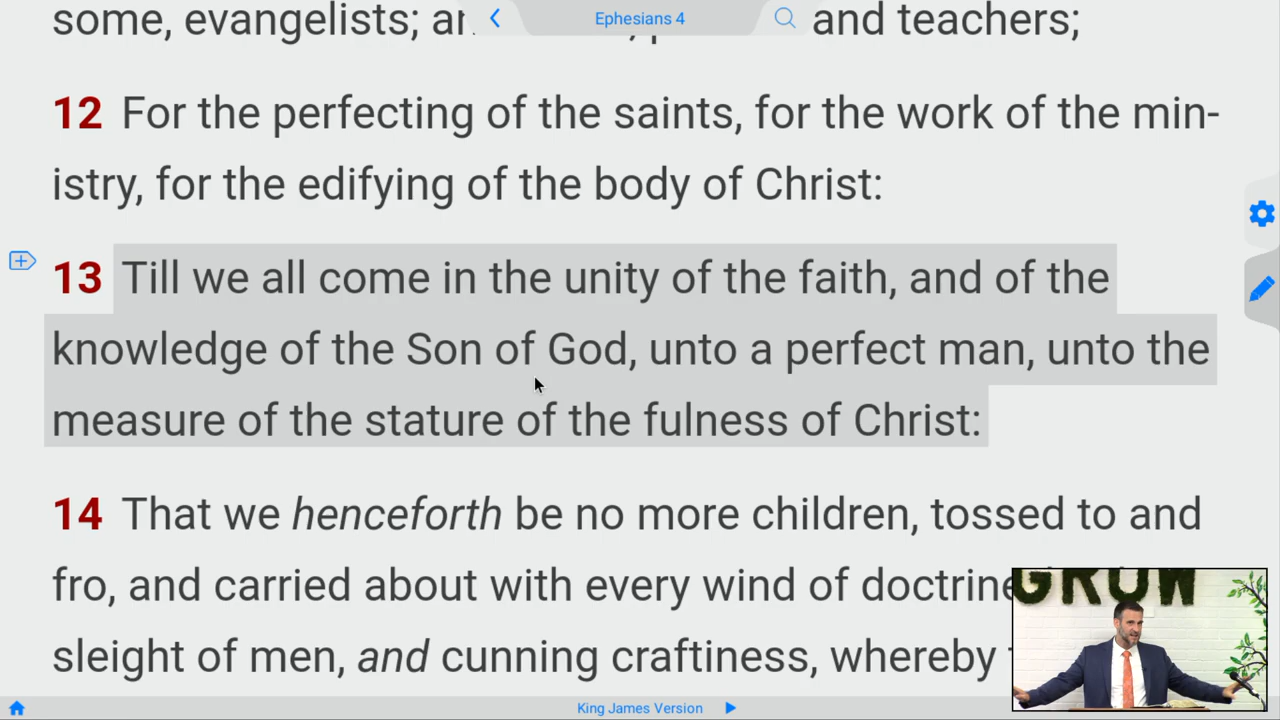 Ephesians 4
some, evangelists; and teachers;
12 For the perfecting of the saints, for the work of the min-
istry, for the edifying of the body of Christ:
13 Till we all come in the unity of the faith, and of the
knowledge of the Son of God, unto a perfect man, unto the
measure of the stature of the fulness of Christ:
14 That we henceforth be no more children, tossed to and
fro, and carried about with every wind of doctrine
sleight of men, and cunning craftiness, whereby
GROW
King James Version